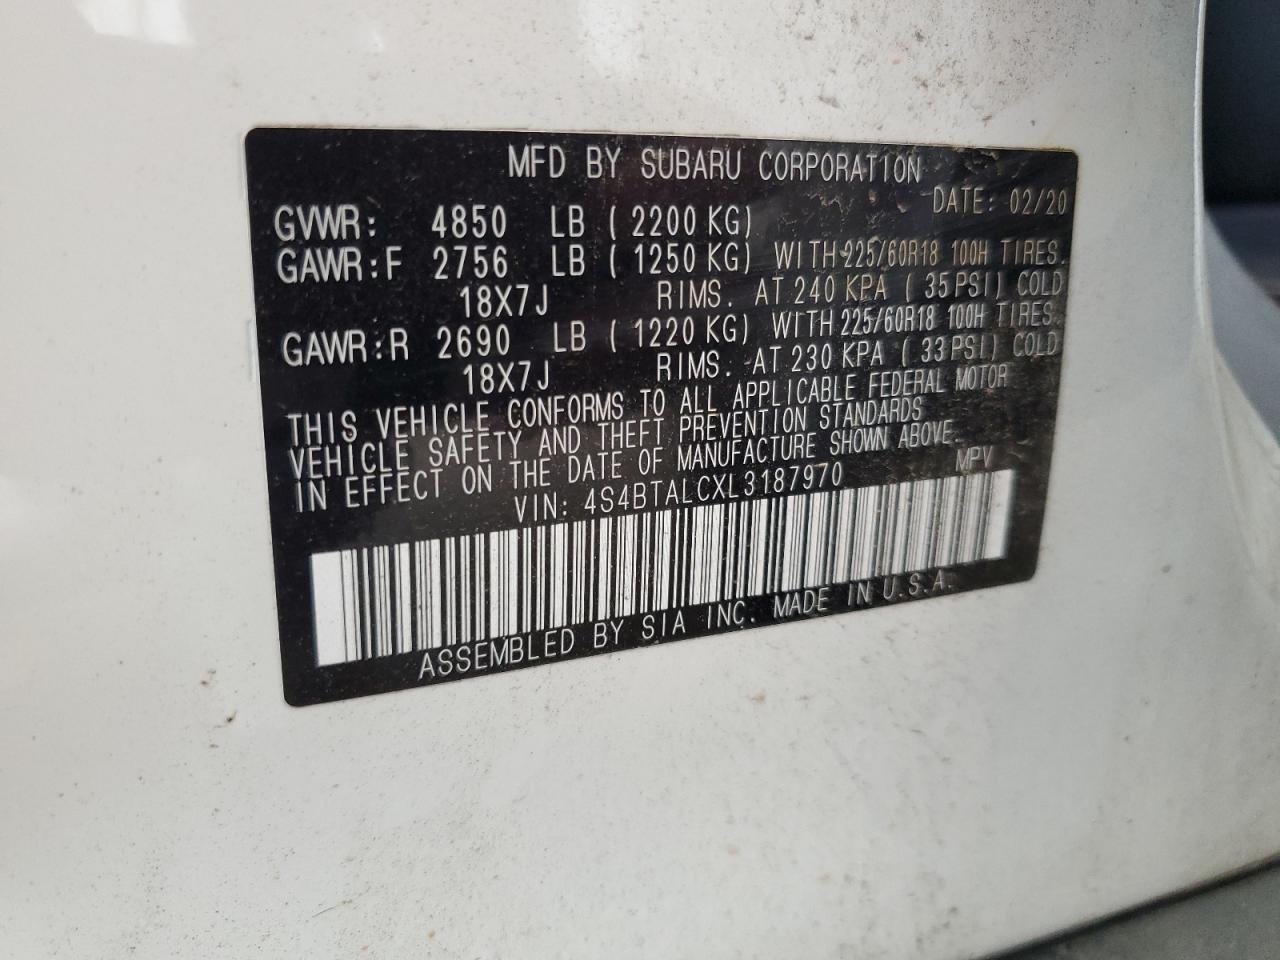 MFD BY SUBARU CORPORATION
DATE: 02/20
GVWR: 4850 LB ( 2200 KG)
GAWR:F 2756 LB ( 1250 KG) WITH 225/60R18 100H TIRES.
18X7J RIMS. AT 240 KPA ( 35 PSI) COLD
GAWR:R 2690 LB ( 1220 KG) WITH 225/60R18 100H TIRES.
18X7J RIMS. AT 230 KPA ( 33 PSI) COLD
THIS VEHICLE CONFORMS TO ALL APPLICABLE FEDERAL MOTOR
VEHICLE SAFETY AND THEFT PREVENTION STANDARDS
IN EFFECT ON THE DATE OF MANUFACTURE SHOWN ABOVE.
VIN: 4S4BTALCXL3187970 MPV
ASSEMBLED BY SIA INC. MADE IN U.S.A.